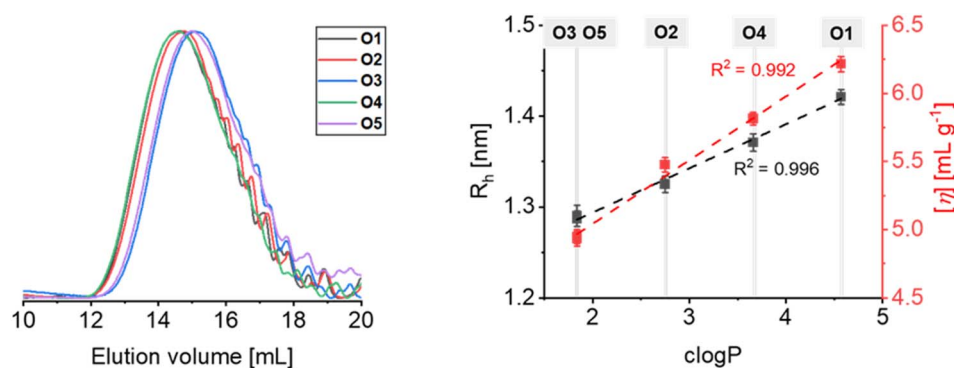 O1
O2
O3
O4
O5
10 12 14 16 18 20
Elution volume [mL]
O3 O5 O2 O4 O1
1.5
1.4
1.3
1.2
Rₕ [nm]
R² = 0.992
R² = 0.996
6.5
6.0
5.5
5.0
4.5
[η] [mL g⁻¹]
2 3 4 5
clogP